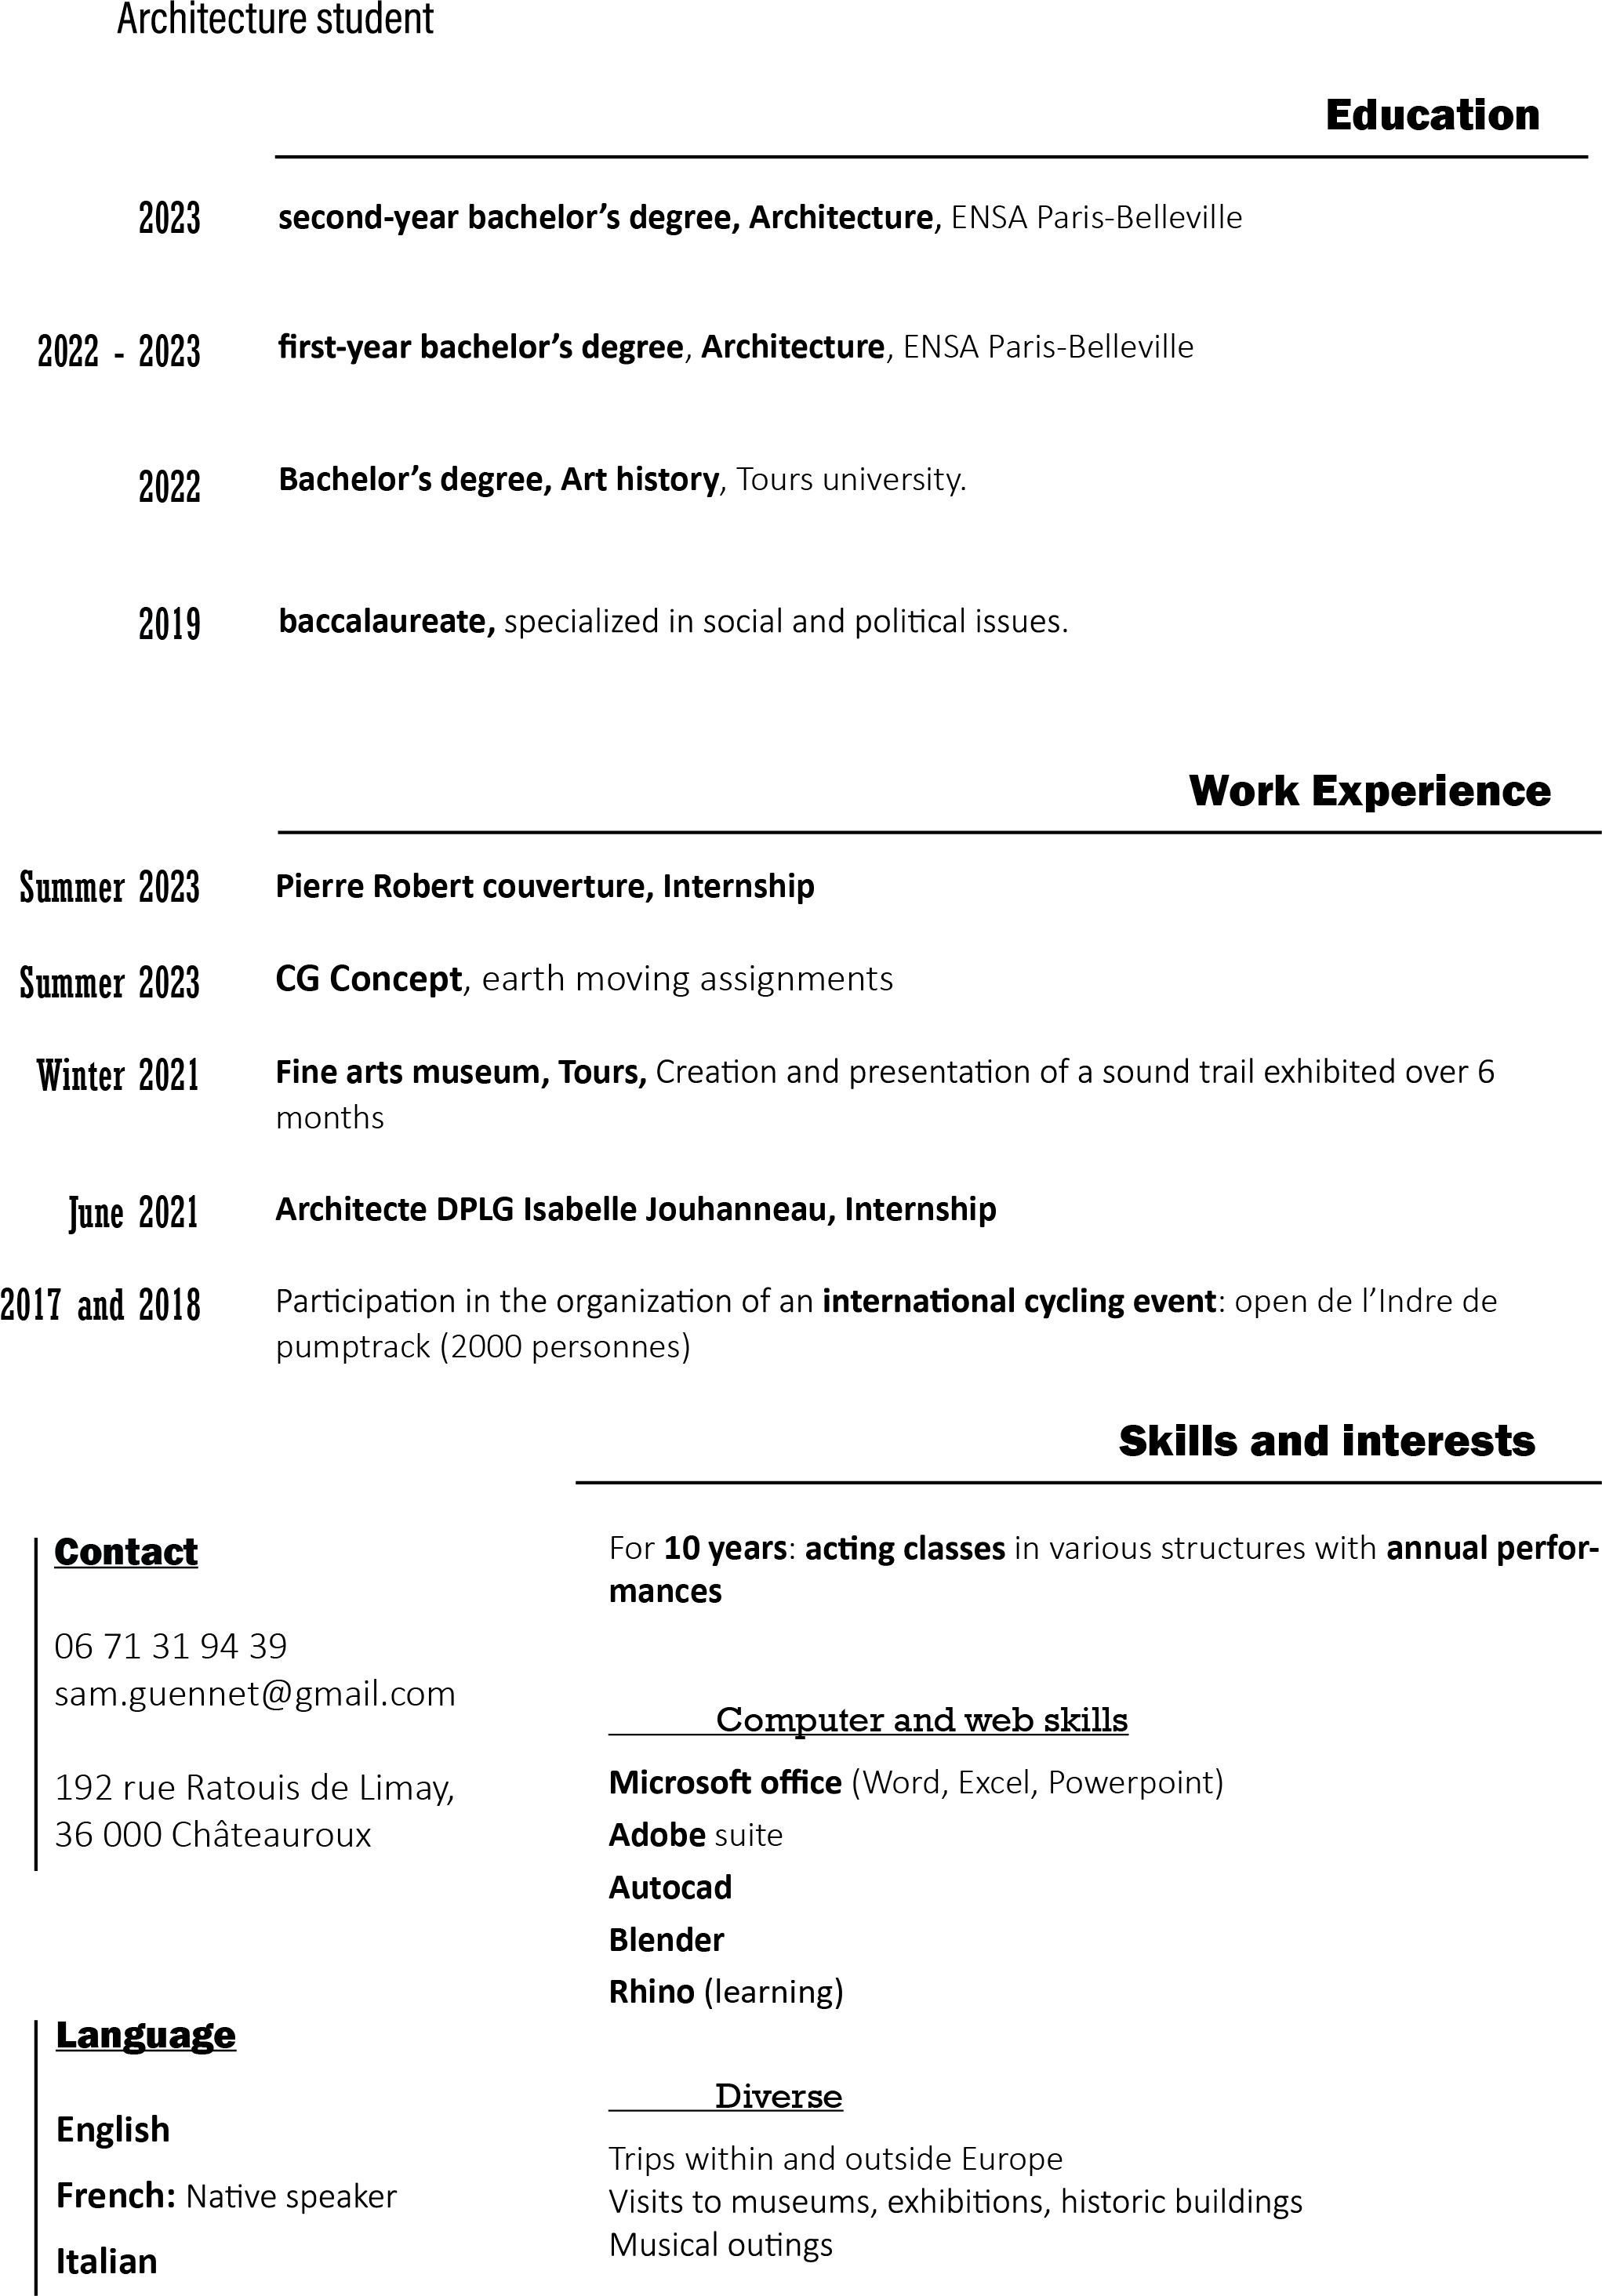 Architecture student
Education
2023 second-year bachelor’s degree, Architecture, ENSA Paris-Belleville
2022 - 2023 first-year bachelor’s degree, Architecture, ENSA Paris-Belleville
2022 Bachelor’s degree, Art history, Tours university.
2019 baccalaureate, specialized in social and political issues.
Work Experience
Summer 2023 Pierre Robert couverture, Internship
Summer 2023 CG Concept, earth moving assignments
Winter 2021 Fine arts museum, Tours, Creation and presentation of a sound trail exhibited over 6
months
June 2021 Architecte DPLG Isabelle Jouhanneau, Internship
2017 and 2018 Participation in the organization of an international cycling event: open de l’Indre de
pumptrack (2000 personnes)
Skills and interests
For 10 years: acting classes in various structures with annual perfor-
mances
Computer and web skills
Microsoft office (Word, Excel, Powerpoint)
Adobe suite
Autocad
Blender
Rhino (learning)
Diverse
Trips within and outside Europe
Visits to museums, exhibitions, historic buildings
Musical outings
Contact
06 71 31 94 39
sam.guennet@gmail.com
192 rue Ratouis de Limay,
36 000 Châteauroux
Language
English
French: Native speaker
Italian